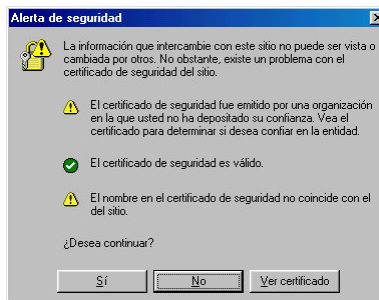 Alerta de seguridad
La información que intercambie con este sitio no puede ser vista o
cambiada por otros. No obstante, existe un problema con el
certificado de seguridad del sitio.
El certificado de seguridad fue emitido por una organización
en la que usted no ha depositado su confianza. Vea el
certificado para determinar si desea confiar en la entidad.
El certificado de seguridad es válido.
El nombre en el certificado de seguridad no coincide con el
del sitio.
¿Desea continuar?
Sí
No
Ver certificado